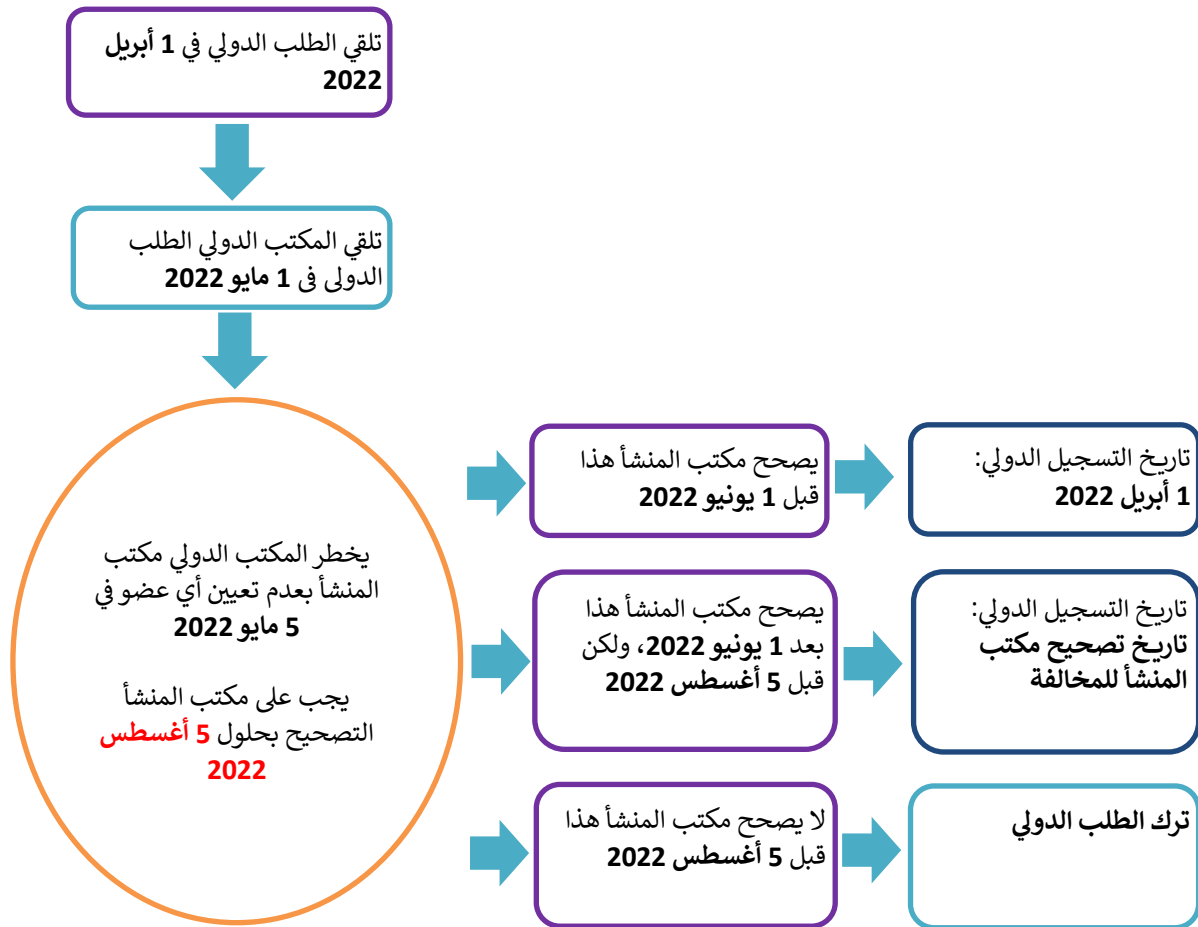 تلقي الطلب الدولي في 1 أبريل
2022
تلقي المكتب الدولي الطلب
الدولي في 1 مايو 2022
يخطر المكتب الدولي مكتب
المنشأ بعدم تعيين أي عضو في
5 مايو 2022
يجب على مكتب المنشأ
التصحيح بحلول 5 أغسطس
2022
يصحح مكتب المنشأ هذا
قبل 1 يونيو 2022
تاريخ التسجيل الدولي:
1 أبريل 2022
يصحح مكتب المنشأ هذا
بعد 1 يونيو 2022، ولكن
قبل 5 أغسطس 2022
تاريخ التسجيل الدولي:
تاريخ تصحيح مكتب
المنشأ للمخالفة
لا يصحح مكتب المنشأ هذا
قبل 5 أغسطس 2022
ترك الطلب الدولي